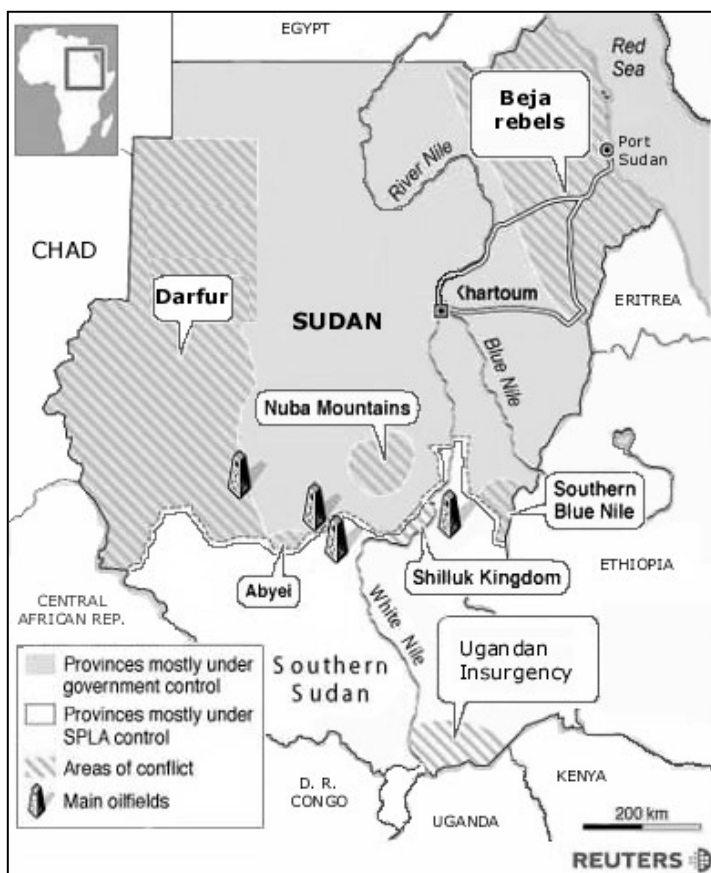 EGYPT
Red
Sea
Beja
rebels
Port
Sudan
River Nile
CHAD
Darfur
SUDAN
Khartoum
ERITREA
Blue Nile
Nuba Mountains
Southern
Blue Nile
Abyei
Shilluk Kingdom
ETHIOPIA
CENTRAL
AFRICAN REP.
White Nile
Ugandan
Insurgency
Southern
Sudan
Provinces mostly under
government control
Provinces mostly under
SPLA control
Areas of conflict
Main oilfields
D. R.
CONGO
UGANDA
KENYA
200 km
REUTERS